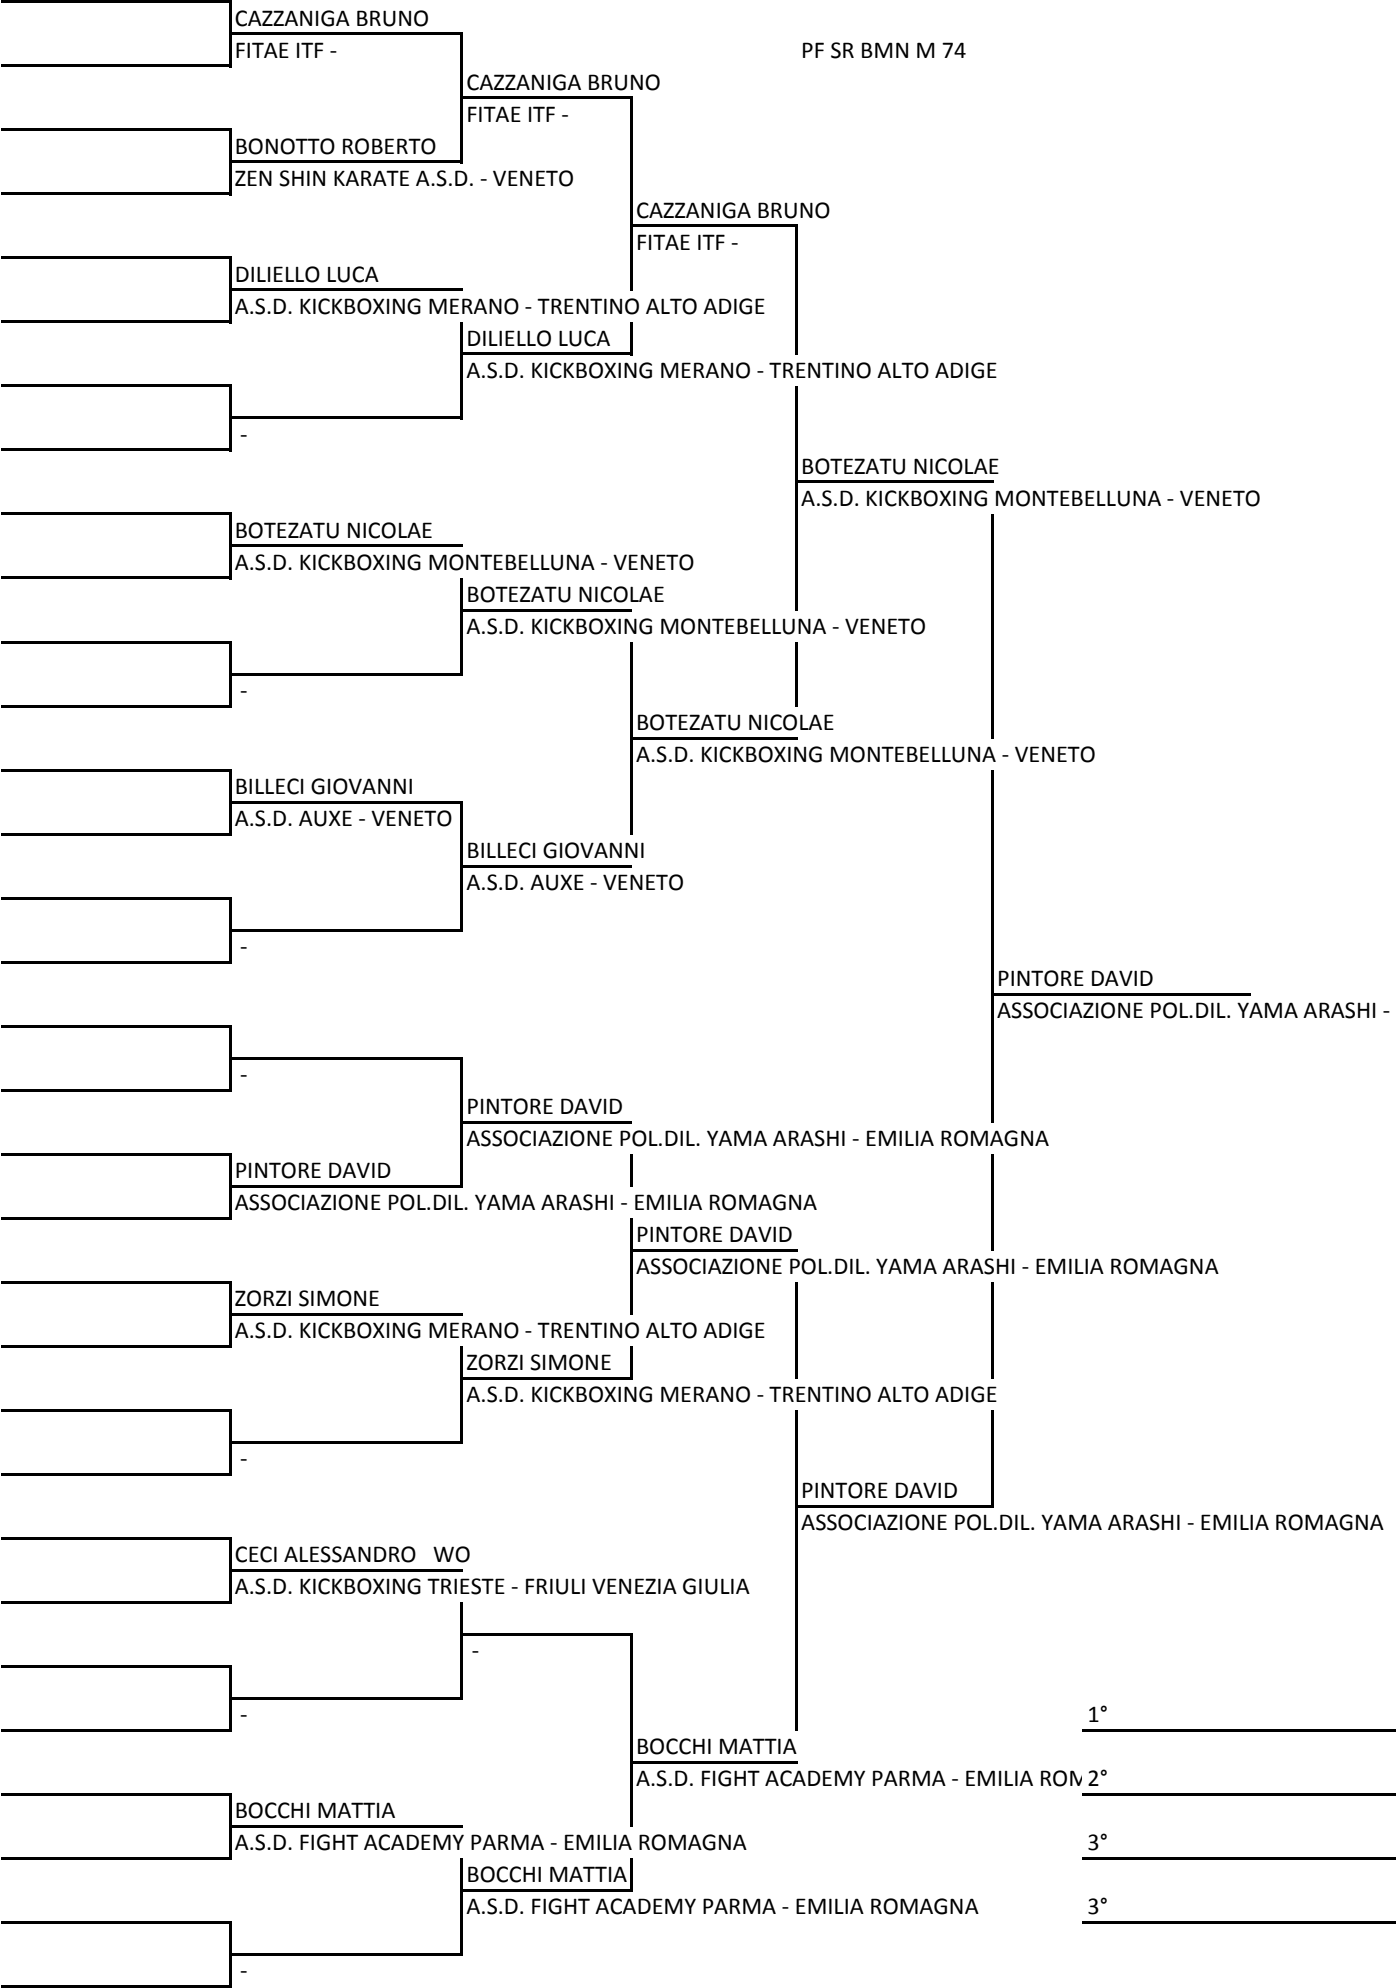 CAZZANIGA BRUNO
FITAE ITF - PF SR BMN M 74
CAZZANIGA BRUNO
FITAE ITF -
BONOTTO ROBERTO
ZEN SHIN KARATE A.S.D. - VENETO
CAZZANIGA BRUNO
FITAE ITF -
DILIELLO LUCA
A.S.D. KICKBOXING MERANO - TRENTINO ALTO ADIGE
DILIELLO LUCA
A.S.D. KICKBOXING MERANO - TRENTINO ALTO ADIGE
-
BOTEZATU NICOLAE
A.S.D. KICKBOXING MONTEBELLUNA - VENETO
BOTEZATU NICOLAE
A.S.D. KICKBOXING MONTEBELLUNA - VENETO
BOTEZATU NICOLAE
A.S.D. KICKBOXING MONTEBELLUNA - VENETO
-
BOTEZATU NICOLAE
A.S.D. KICKBOXING MONTEBELLUNA - VENETO
BILLECI GIOVANNI
A.S.D. AUXE - VENETO
BILLECI GIOVANNI
A.S.D. AUXE - VENETO
-
PINTORE DAVID
ASSOCIAZIONE POL.DIL. YAMA ARASHI -
-
PINTORE DAVID
ASSOCIAZIONE POL.DIL. YAMA ARASHI - EMILIA ROMAGNA
PINTORE DAVID
ASSOCIAZIONE POL.DIL. YAMA ARASHI - EMILIA ROMAGNA
PINTORE DAVID
ASSOCIAZIONE POL.DIL. YAMA ARASHI - EMILIA ROMAGNA
ZORZI SIMONE
A.S.D. KICKBOXING MERANO - TRENTINO ALTO ADIGE
ZORZI SIMONE
A.S.D. KICKBOXING MERANO - TRENTINO ALTO ADIGE
-
PINTORE DAVID
ASSOCIAZIONE POL.DIL. YAMA ARASHI - EMILIA ROMAGNA
CECI ALESSANDRO WO
A.S.D. KICKBOXING TRIESTE - FRIULI VENEZIA GIULIA
-
- 1°
BOCCHI MATTIA
A.S.D. FIGHT ACADEMY PARMA - EMILIA ROM 2°
BOCCHI MATTIA
A.S.D. FIGHT ACADEMY PARMA - EMILIA ROMAGNA 3°
BOCCHI MATTIA
A.S.D. FIGHT ACADEMY PARMA - EMILIA ROMAGNA 3°
-